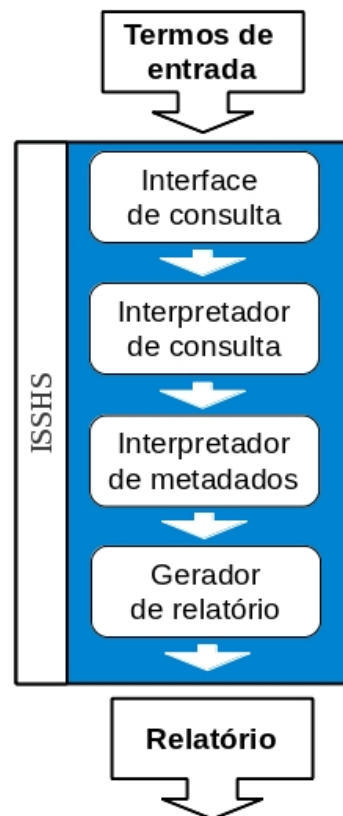 Termos de
entrada
ISSHS
Interface
de consulta
Interpretador
de consulta
Interpretador
de metadados
Gerador
de relatório
Relatório